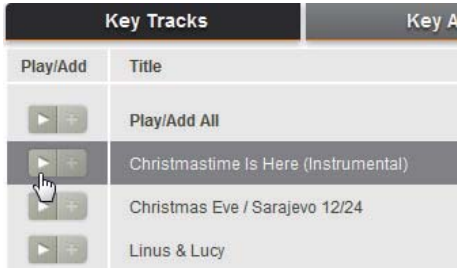 Key Tracks Key A
Play/Add Title
Play/Add All
Christmastime Is Here (Instrumental)
Christmas Eve / Sarajevo 12/24
Linus & Lucy